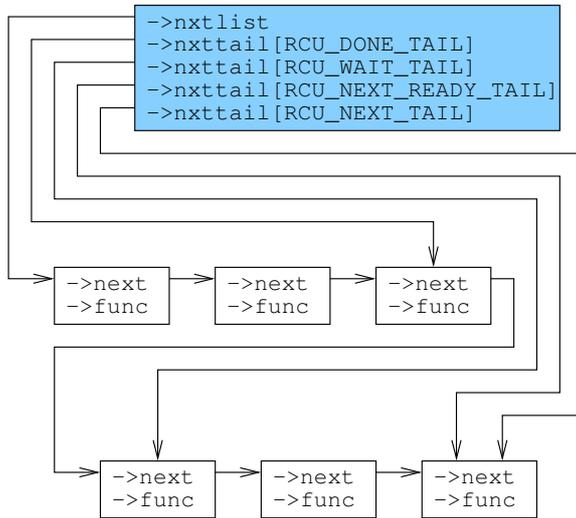 ->nxtlist
->nxttail[RCU_DONE_TAIL]
->nxttail[RCU_WAIT_TAIL]
->nxttail[RCU_NEXT_READY_TAIL]
->nxttail[RCU_NEXT_TAIL]
->next ->next ->next
->func ->func ->func
->next ->next ->next
->func ->func ->func